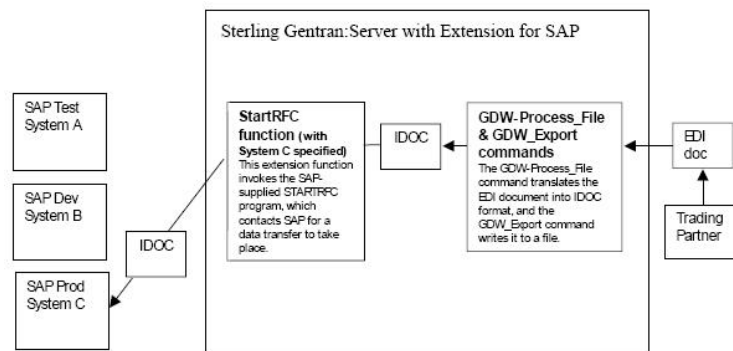 Sterling Gentran:Server with Extension for SAP
SAP Test
System A
SAP Dev
System B
SAP Prod
System C
IDOC
StartRFC
function (with
System C specified)
This extension function
invokes the SAP-
supplied STARTRFC
program, which
contacts SAP for a
data transfer to take
place.
IDOC
GDW-Process_File
& GDW_Export
commands
The GDW-Process_File
command translates the
EDI document into IDOC
format, and the
GDW_Export command
writes it to a file.
EDI
doc
Trading
Partner